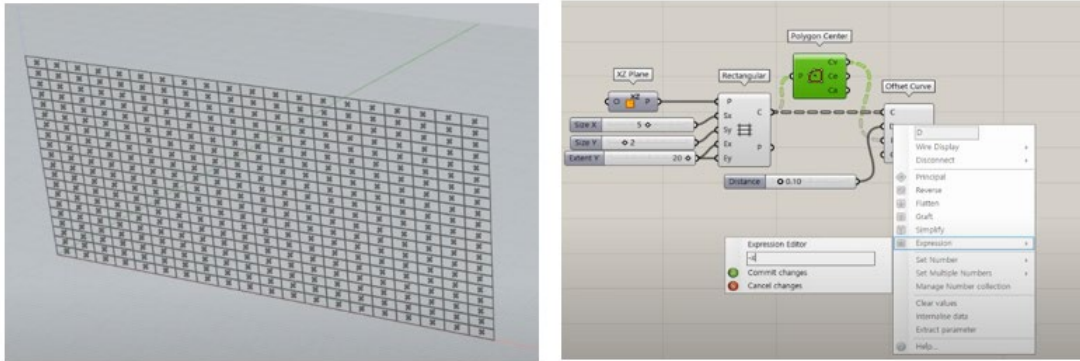 Polygon Center
Cv
P Ce
Ca
XZ Plane
Rectangular
Offset Curve
O XZ P
P
Sx C
Sy
Ex P
Ey
C
D
Size X 5
Size Y 2
Extent Y 20
Distance 0.10
D
Wire Display
Disconnect
Principal
Reverse
Flatten
Graft
Simplify
Expression
Set Number
Set Multiple Numbers
Manage Number collection
Clear values
Internalise data
Extract parameter
Help...
Expression Editor
Commit changes
Cancel changes